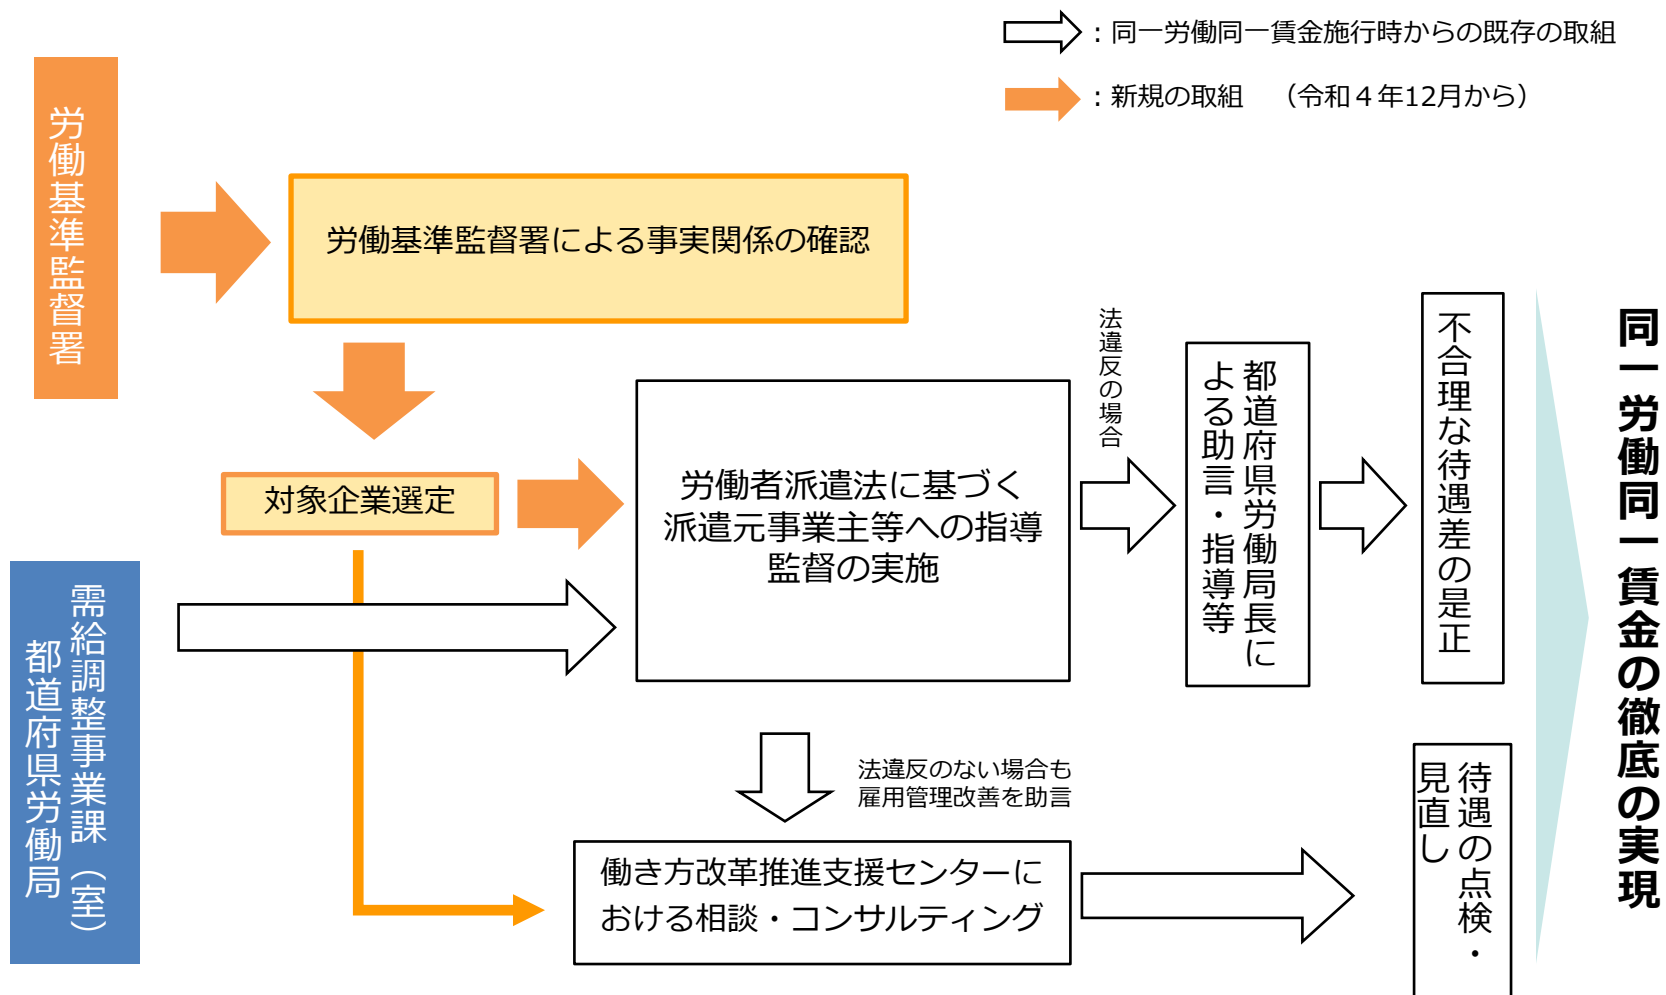 ：同一労働同一賃金施行時からの既存の取組
：新規の取組　（令和４年12月から）
労働基準監督署
労働基準監督署による事実関係の確認
対象企業選定
労働者派遣法に基づく
派遣元事業主等への指導
監督の実施
法違反の場合
都道府県労働局長に
よる助言・指導等
不合理な待遇差の是正
同一労働同一賃金の徹底の実現
需給調整事業課（室）
都道府県労働局
法違反のない場合も
雇用管理改善を助言
働き方改革推進支援センターに
おける相談・コンサルティング
待遇の点検・
見直し